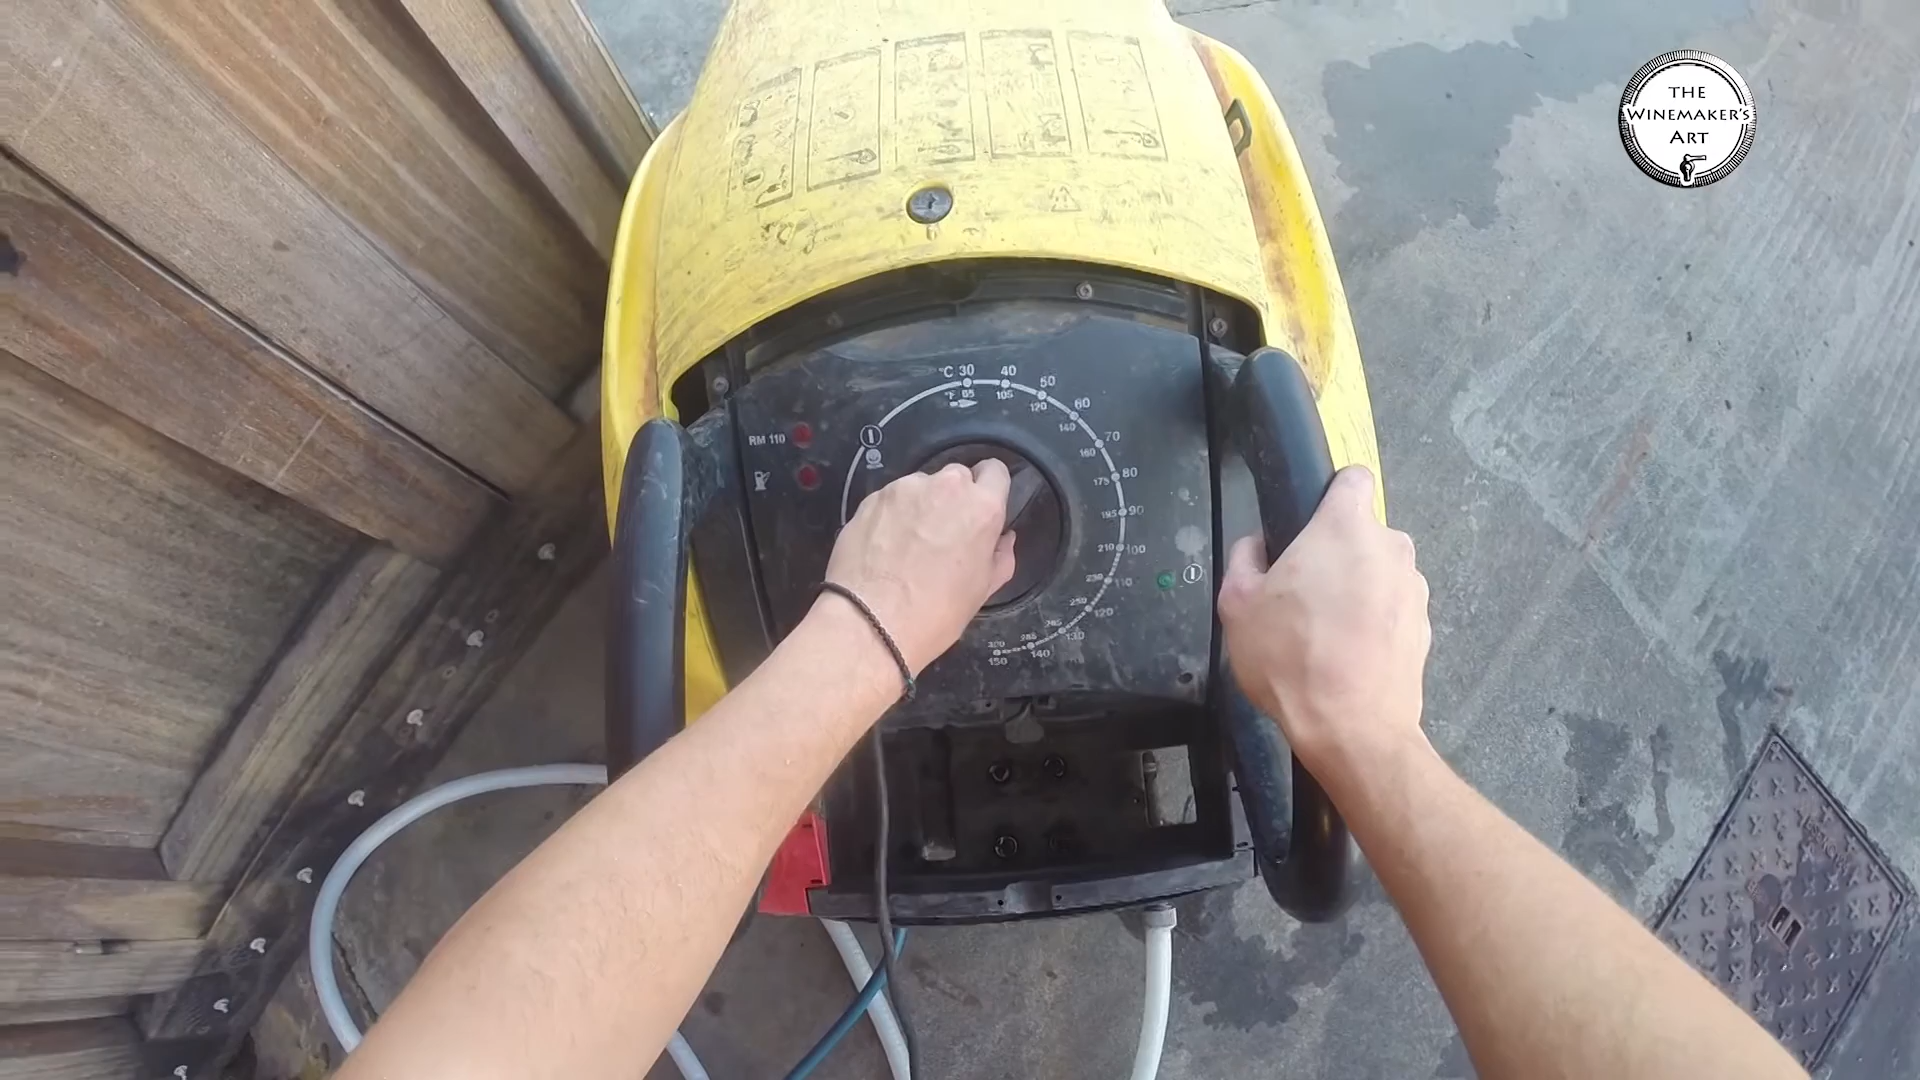 THE
WINEMAKER'S
ART
°C 30 40 50 60 70 80 90 100 110 120 130 140 150
°F 85 105 120 140 160 175 195 210 230 250 265 285 300
RM 110